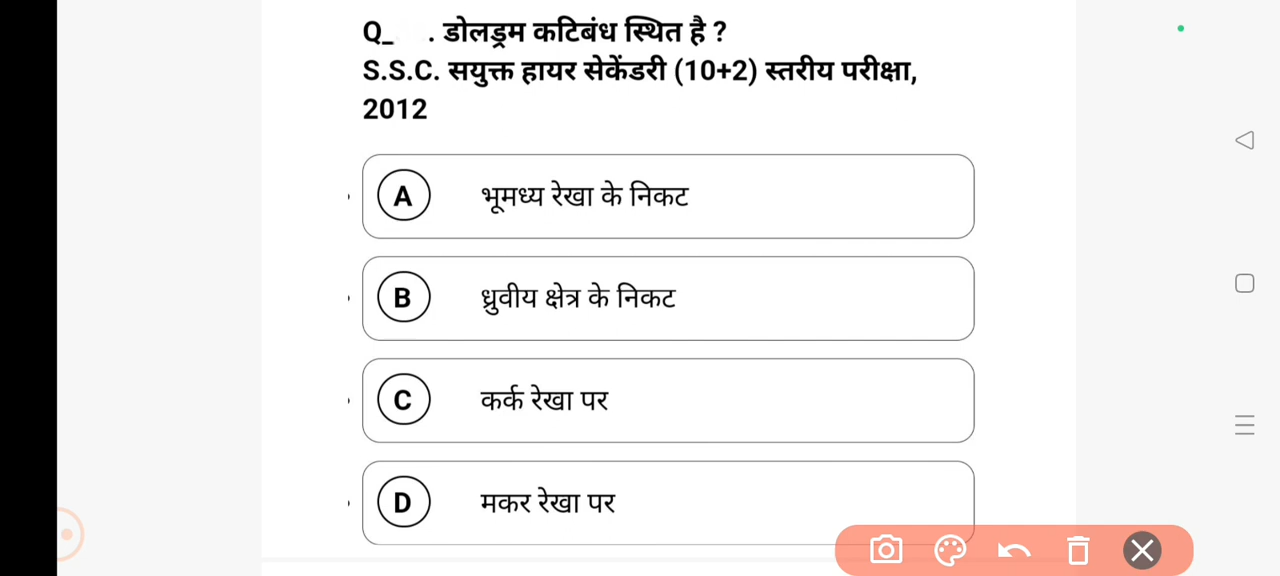 Q_ . डोलड्रम कटिबंध स्थित है ?
S.S.C. सयुक्त हायर सेकेंडरी (10+2) स्तरीय परीक्षा,
2012
A भूमध्य रेखा के निकट
B ध्रुवीय क्षेत्र के निकट
C कर्क रेखा पर
D मकर रेखा पर